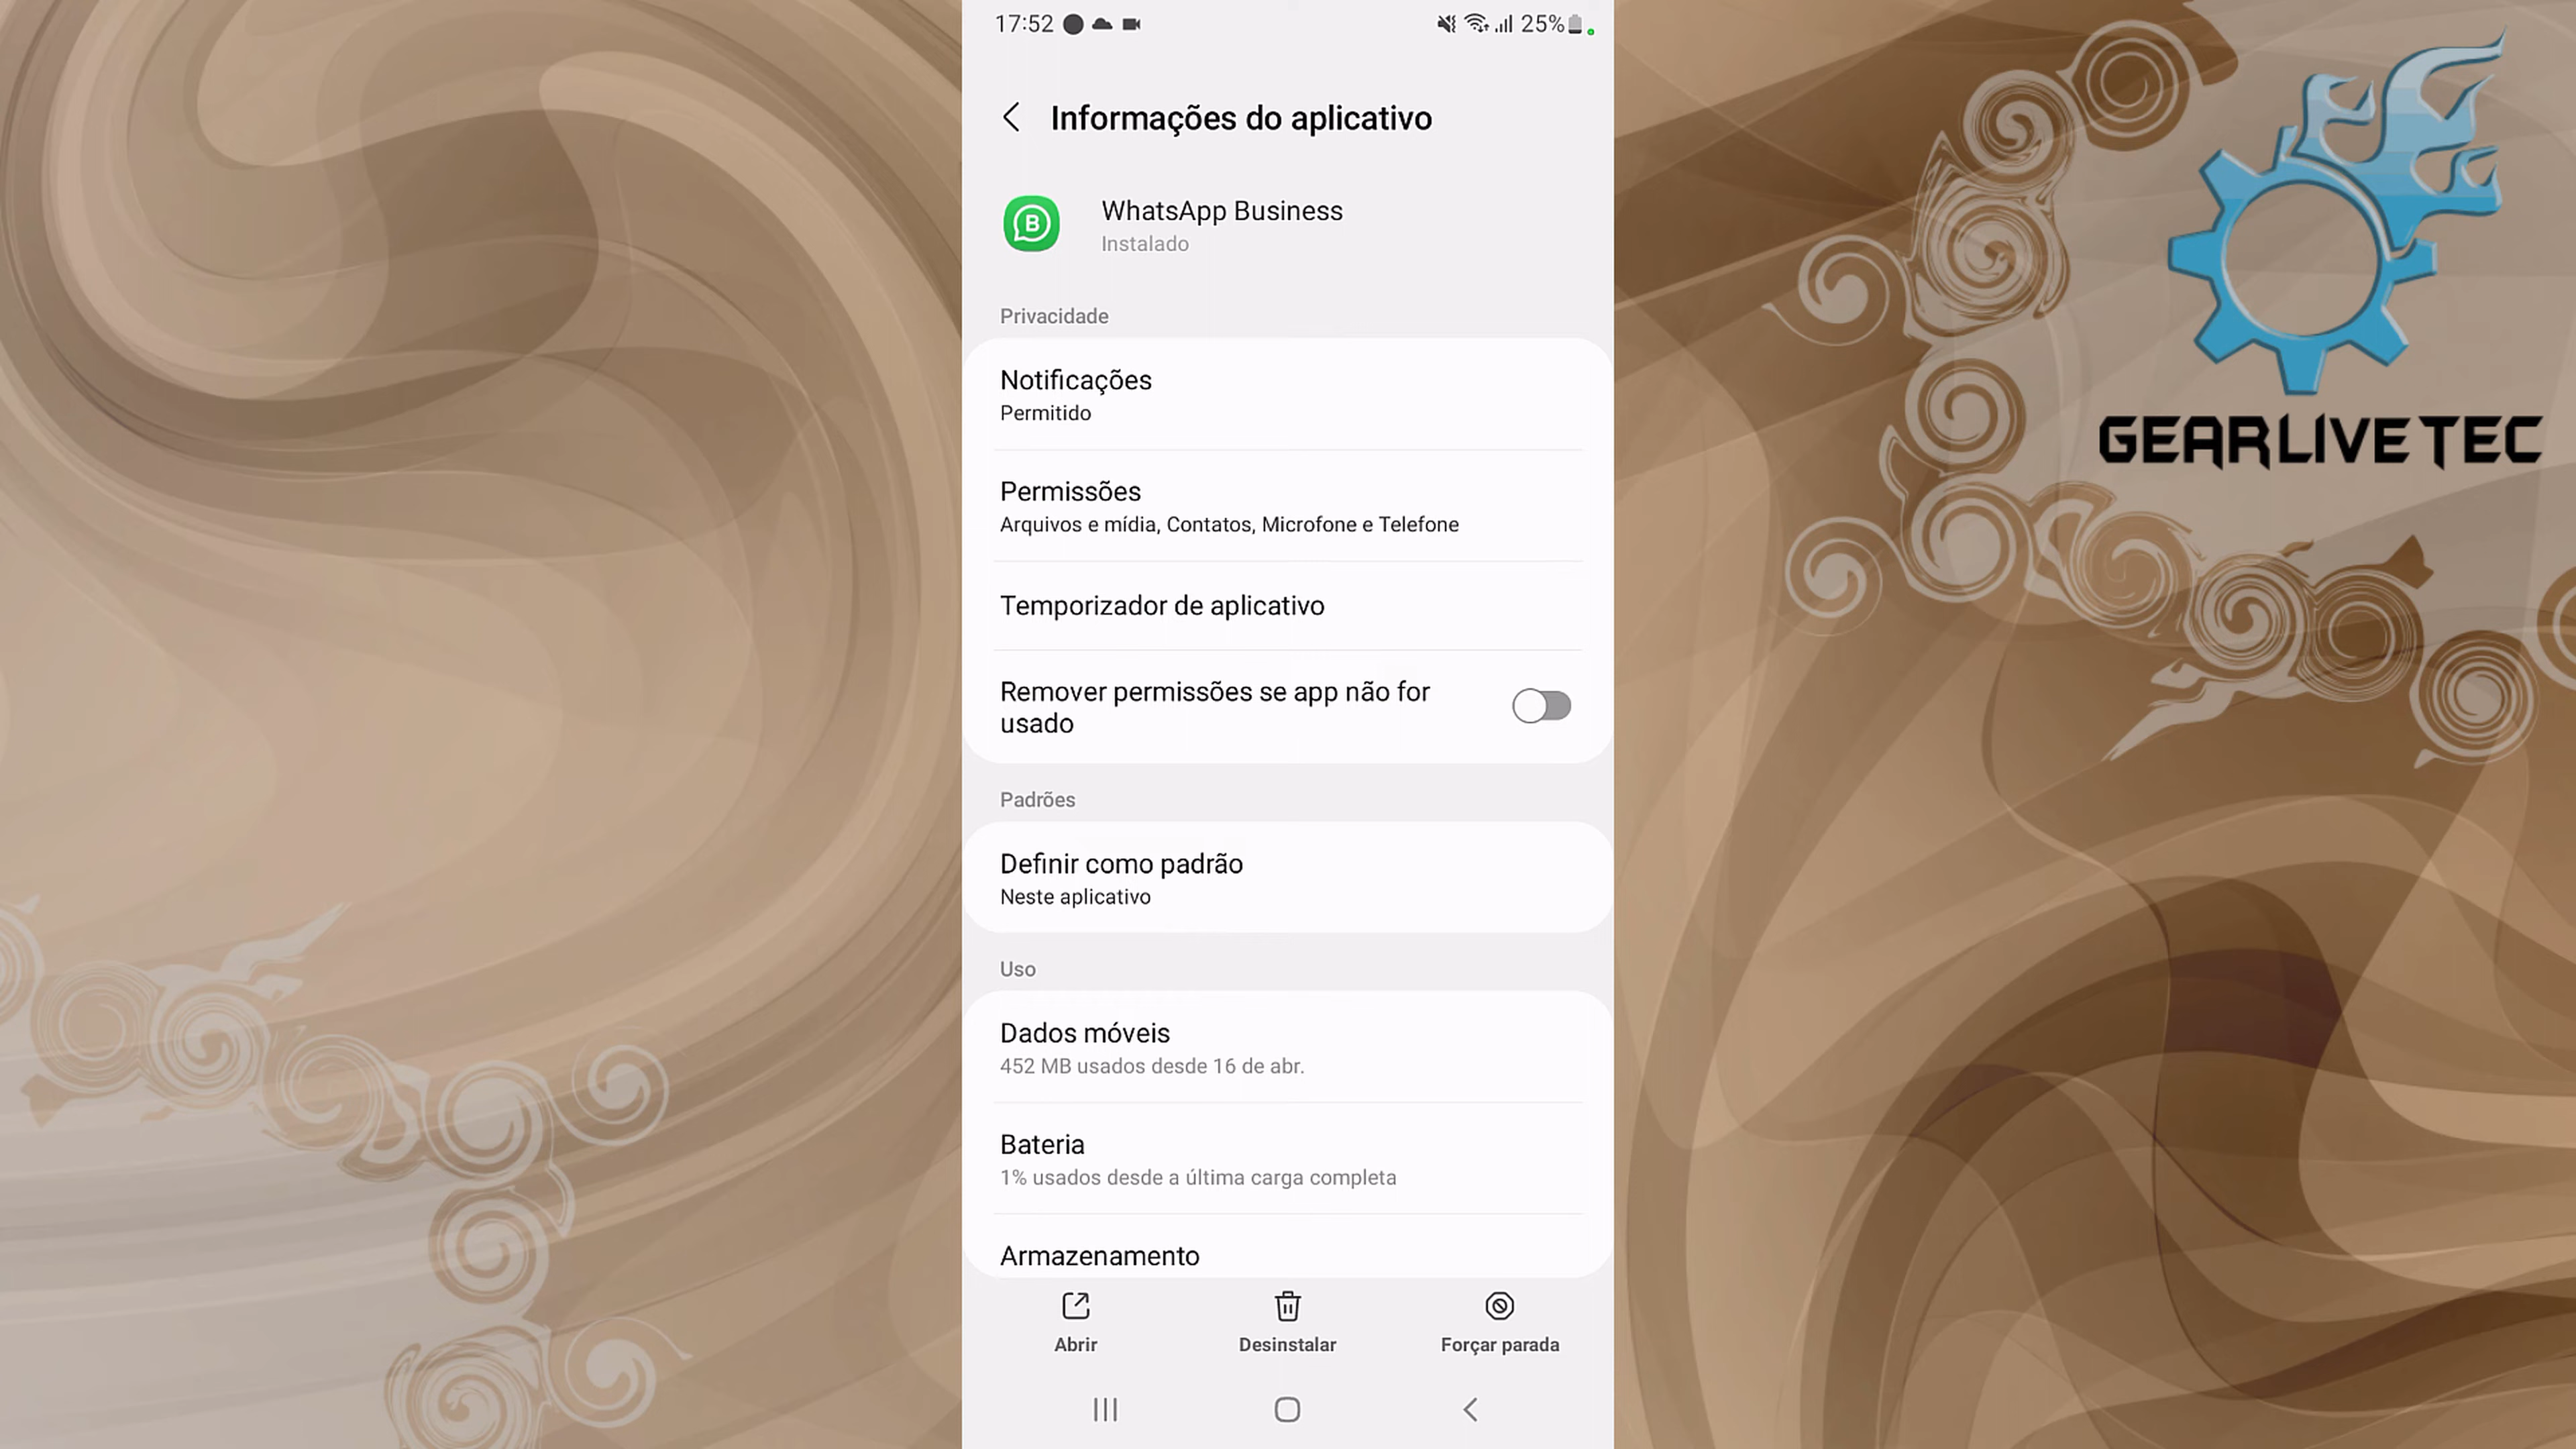 17:52
25%
Informações do aplicativo
WhatsApp Business
Instalado
Privacidade
Notificações
Permitido
Permissões
Arquivos e mídia, Contatos, Microfone e Telefone
Temporizador de aplicativo
Remover permissões se app não for
usado
Padrões
Definir como padrão
Neste aplicativo
Uso
Dados móveis
452 MB usados desde 16 de abr.
Bateria
1% usados desde a última carga completa
Armazenamento
Abrir
Desinstalar
Forçar parada
GEARLIVE TEC